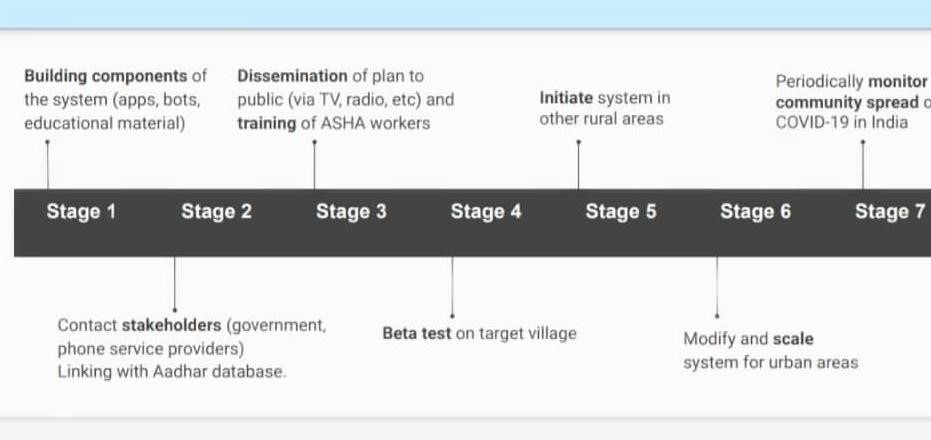 Building components of
the system (apps, bots,
educational material)
Dissemination of plan to
public (via TV, radio, etc) and
training of ASHA workers
Initiate system in
other rural areas
Periodically monitor
community spread
COVID-19 in India
Stage 1 Stage 2 Stage 3 Stage 4 Stage 5 Stage 6 Stage 7
Contact stakeholders (government,
phone service providers)
Linking with Aadhar database.
Beta test on target village
Modify and scale
system for urban areas